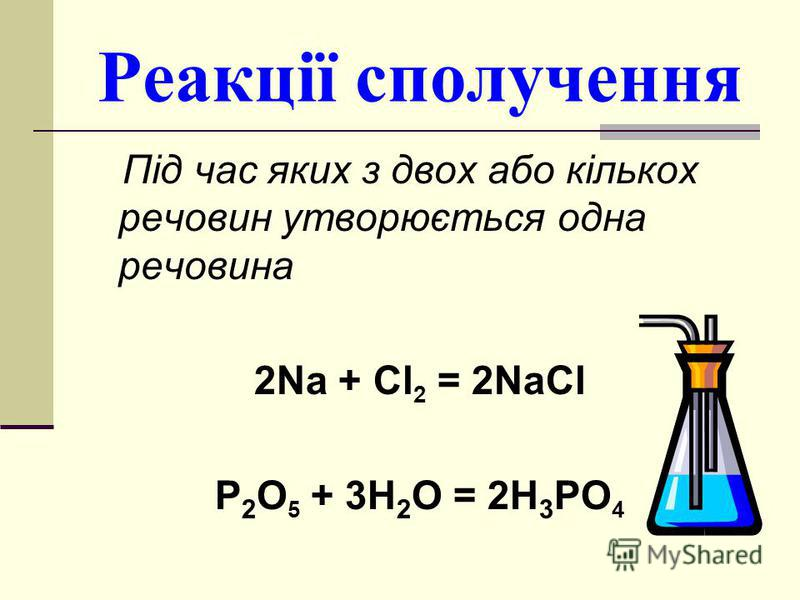 Реакції сполучення
Під час яких з двох або кількох
речовин утворюється одна
речовина
2Na + Cl₂ = 2NaCl
P₂O₅ + 3H₂O = 2H₃PO₄
MyShared